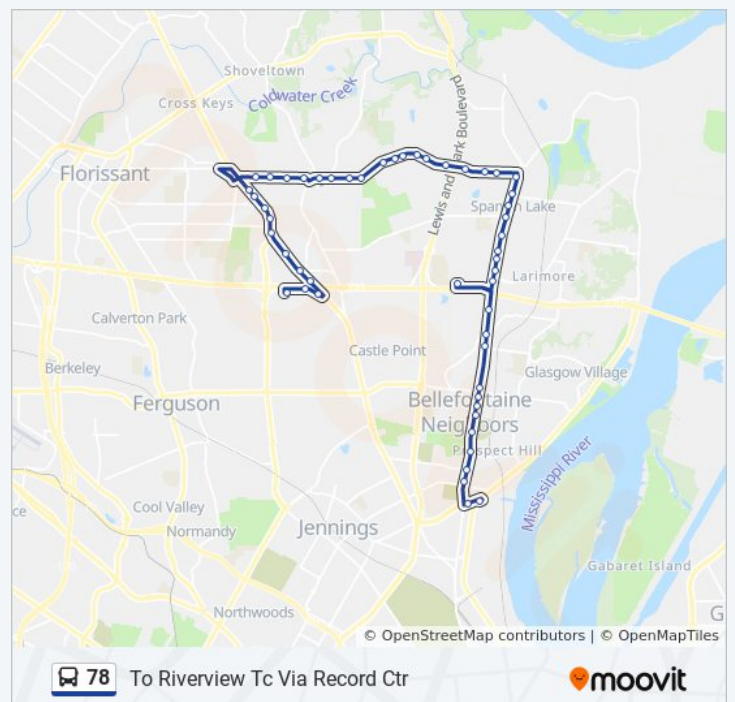 Shoveltown
Cross Keys
Coldwater Creek
Lewis and
ark Boulevard
Florissant
Spanish Lake
Larimore
Calverton Park
Castle Point
Berkeley
Glasgow Village
Ferguson
Bellefontaine
Neighbors
Prospect Hill
Mississippi River
ce
Cool Valley
Normandy
Jennings
Gabaret Island
Northwoods
G
© OpenStreetMap contributors | © OpenMapTiles
78 To Riverview Tc Via Record Ctr
moovit